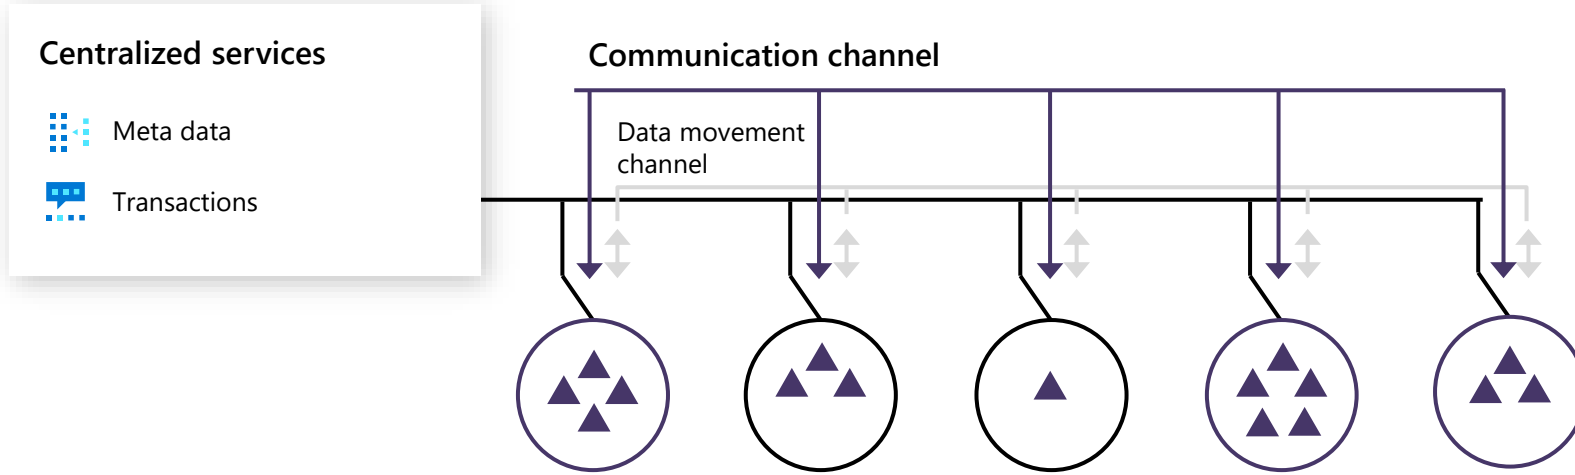 Centralized services
Meta data
Transactions
Communication channel
Data movement
channel